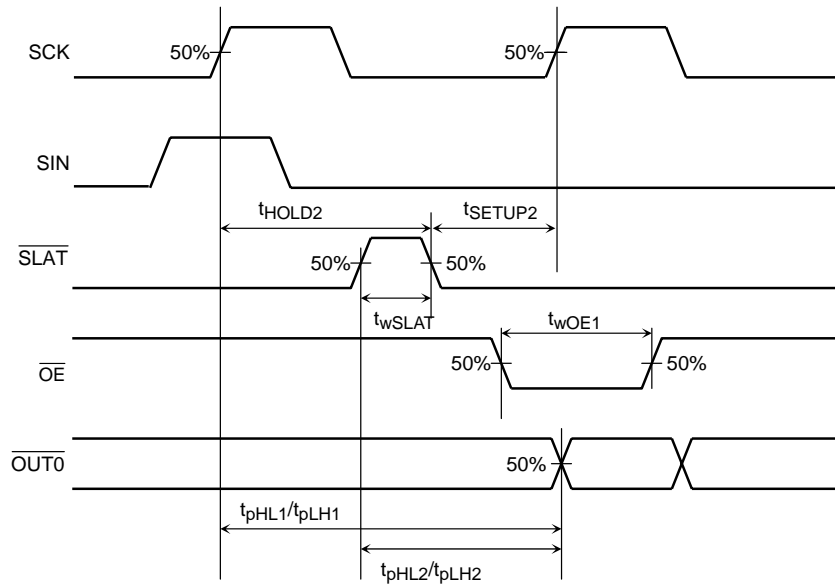 SCK
50%
50%
SIN
tHOLD2
tSETUP2
SLAT
50%
50%
twSLAT
twOE1
OE
50%
50%
OUT0
50%
tpHL1/tpLH1
tpHL2/tpLH2